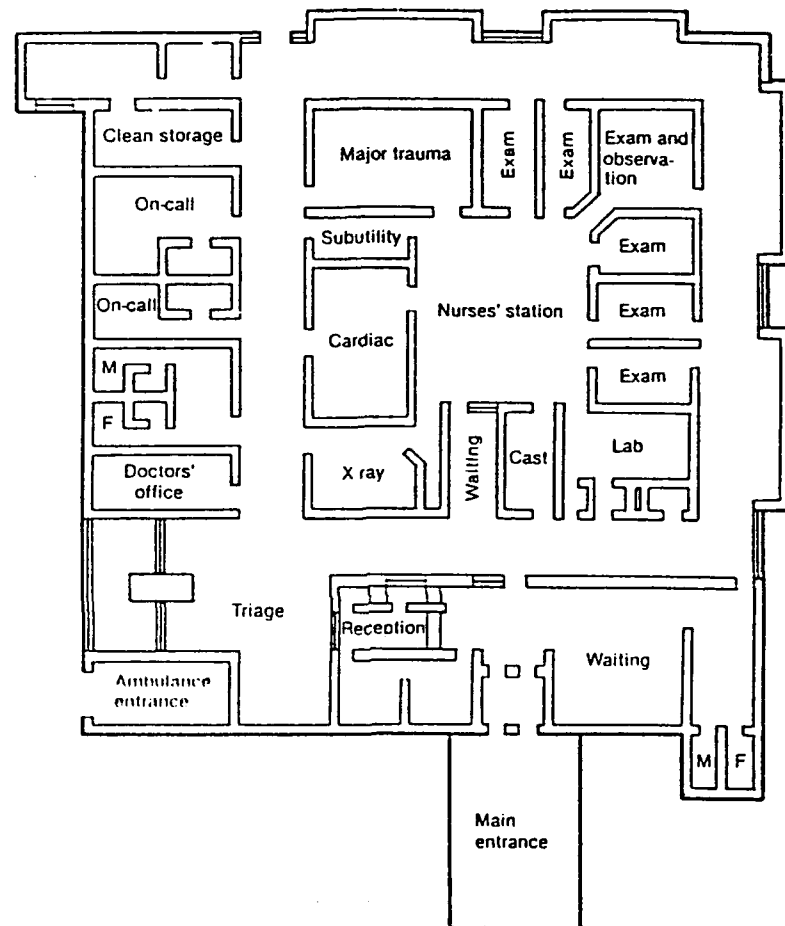 Clean storage
Major trauma
Exam
Exam
Exam and
observa-
tion
On-call
Subutility
Exam
On-call
Nurses' station
Exam
Cardiac
M
Exam
F
Doctors'
office
X ray
Waiting
Cast
Lab
Triage
Reception
Waiting
Ambulance
entrance
M
F
Main
entrance